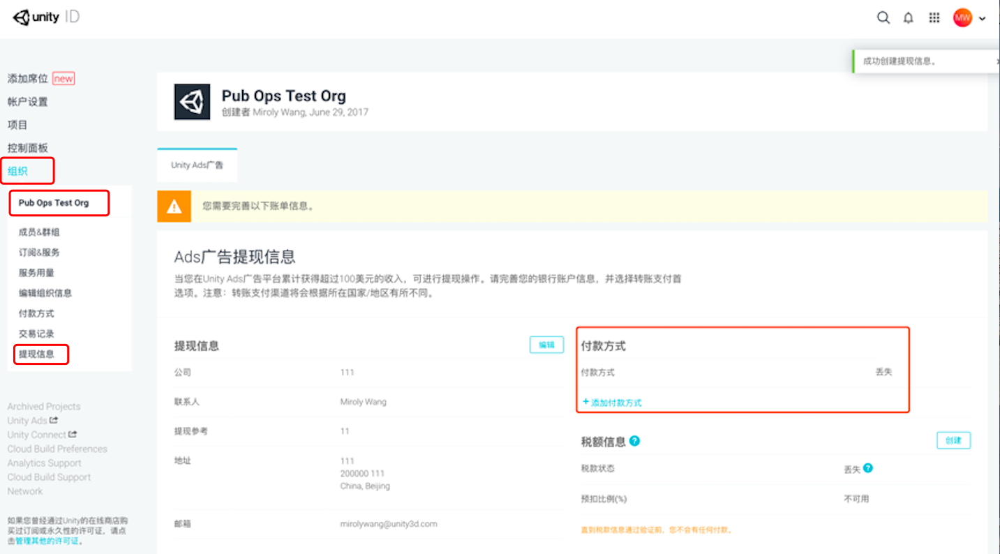 unity ID
MW
成功创建提现信息。
添加席位 new
帐户设置
项目
控制面板
组织
Pub Ops Test Org
成员&群组
订阅&服务
服务用量
编辑组织信息
付款方式
交易记录
提现信息
Archived Projects
Unity Ads
Unity Connect
Cloud Build Preferences
Analytics Support
Cloud Build Support
Network
如果您曾经通过Unity的在线商店购
买过订阅或永久性的许可证，请点
击管理其他的许可证。
Pub Ops Test Org
创建者 Miroly Wang, June 29, 2017
Unity Ads广告
您需要完善以下账单信息。
Ads广告提现信息
当您在Unity Ads广告平台累计获得超过100美元的收入，可进行提现操作。请完善您的银行账户信息，并选择转账支付首
选项。注意：转账支付渠道将会根据所在国家/地区有所不同。
提现信息 编辑
公司 111
联系人 Miroly Wang
提现参考 11
地址 111
200000 111
China, Beijing
邮箱 mirolywang@unity3d.com
付款方式
付款方式 丢失
+ 添加付款方式
税额信息 ? 创建
税款状态 丢失 ?
预扣比例(%) 不可用
直到税款信息通过验证前，您不会有任何付款。